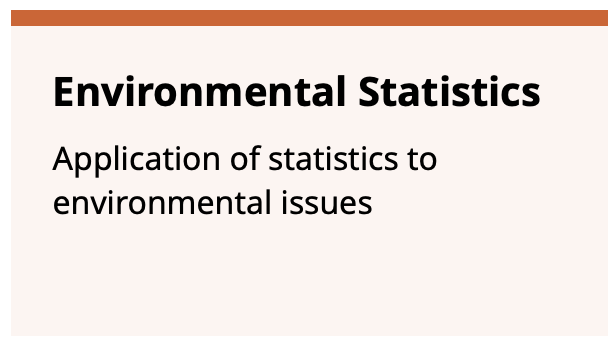 Environmental Statistics
Application of statistics to
environmental issues